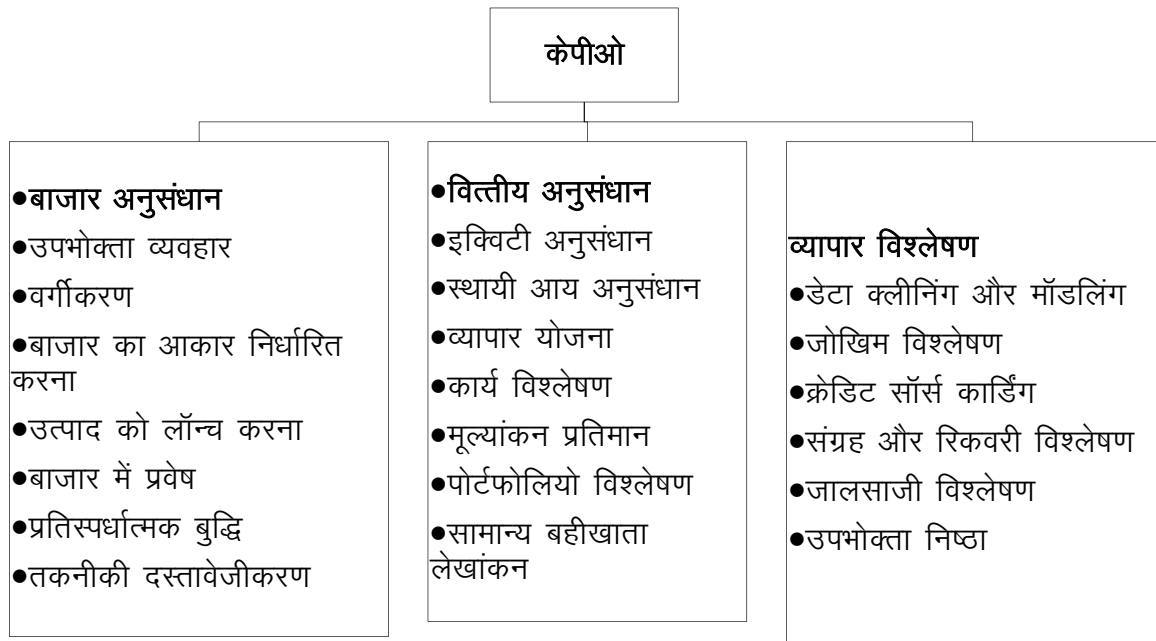 केपीओ
●बाजार अनुसंधान
●उपभोक्ता व्यवहार
●वर्गीकरण
●बाजार का आकार निर्धारित
करना
●उत्पाद को लॉन्च करना
●बाजार में प्रवेष
●प्रतिस्पर्धात्मक बुद्धि
●तकनीकी दस्तावेजीकरण
●वित्तीय अनुसंधान
●इक्विटी अनुसंधान
●स्थायी आय अनुसंधान
●व्यापार योजना
●कार्य विश्लेषण
●मूल्यांकन प्रतिमान
●पोर्टफोलियो विश्लेषण
●सामान्य बहीखाता
लेखांकन
व्यापार विश्लेषण
●डेटा क्लीनिंग और मॉडलिंग
●जोखिम विश्लेषण
●क्रेडिट सॉर्स कार्डिंग
●संग्रह और रिकवरी विश्लेषण
●जालसाजी विश्लेषण
●उपभोक्ता निष्ठा